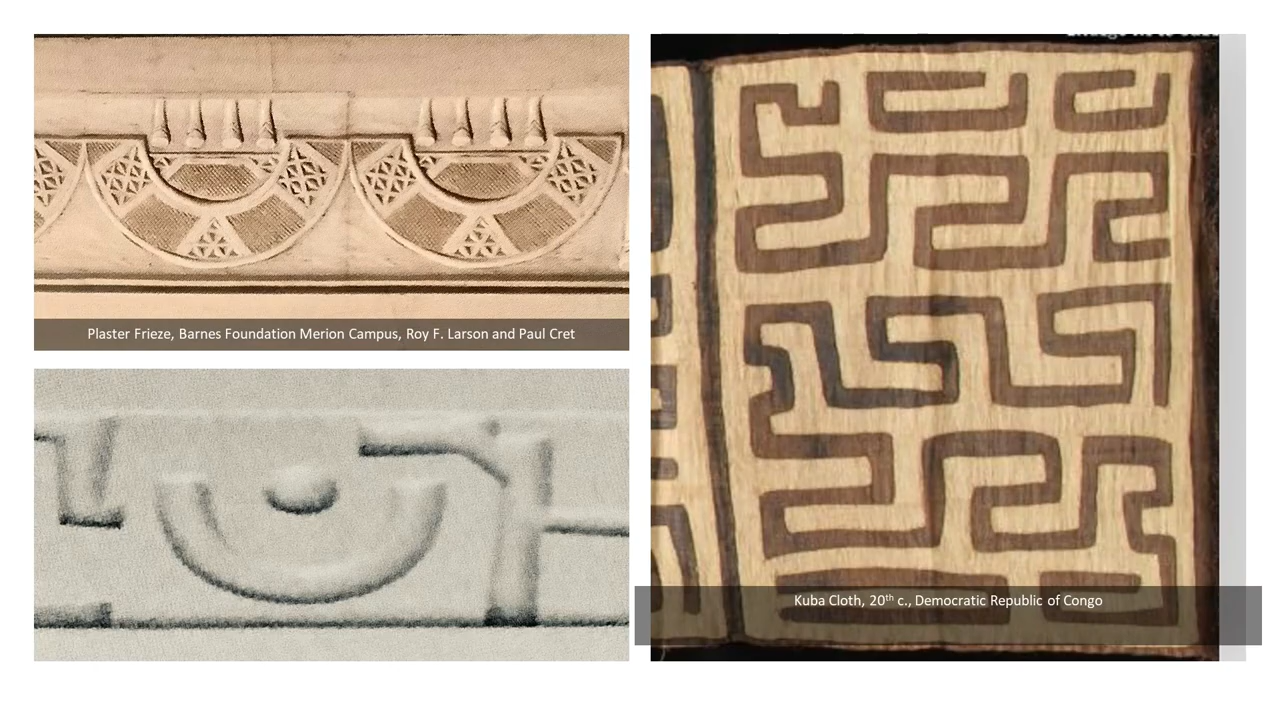 Plaster Frieze, Barnes Foundation Merion Campus, Roy F. Larson and Paul Cret
Kuba Cloth, 20th c., Democratic Republic of Congo